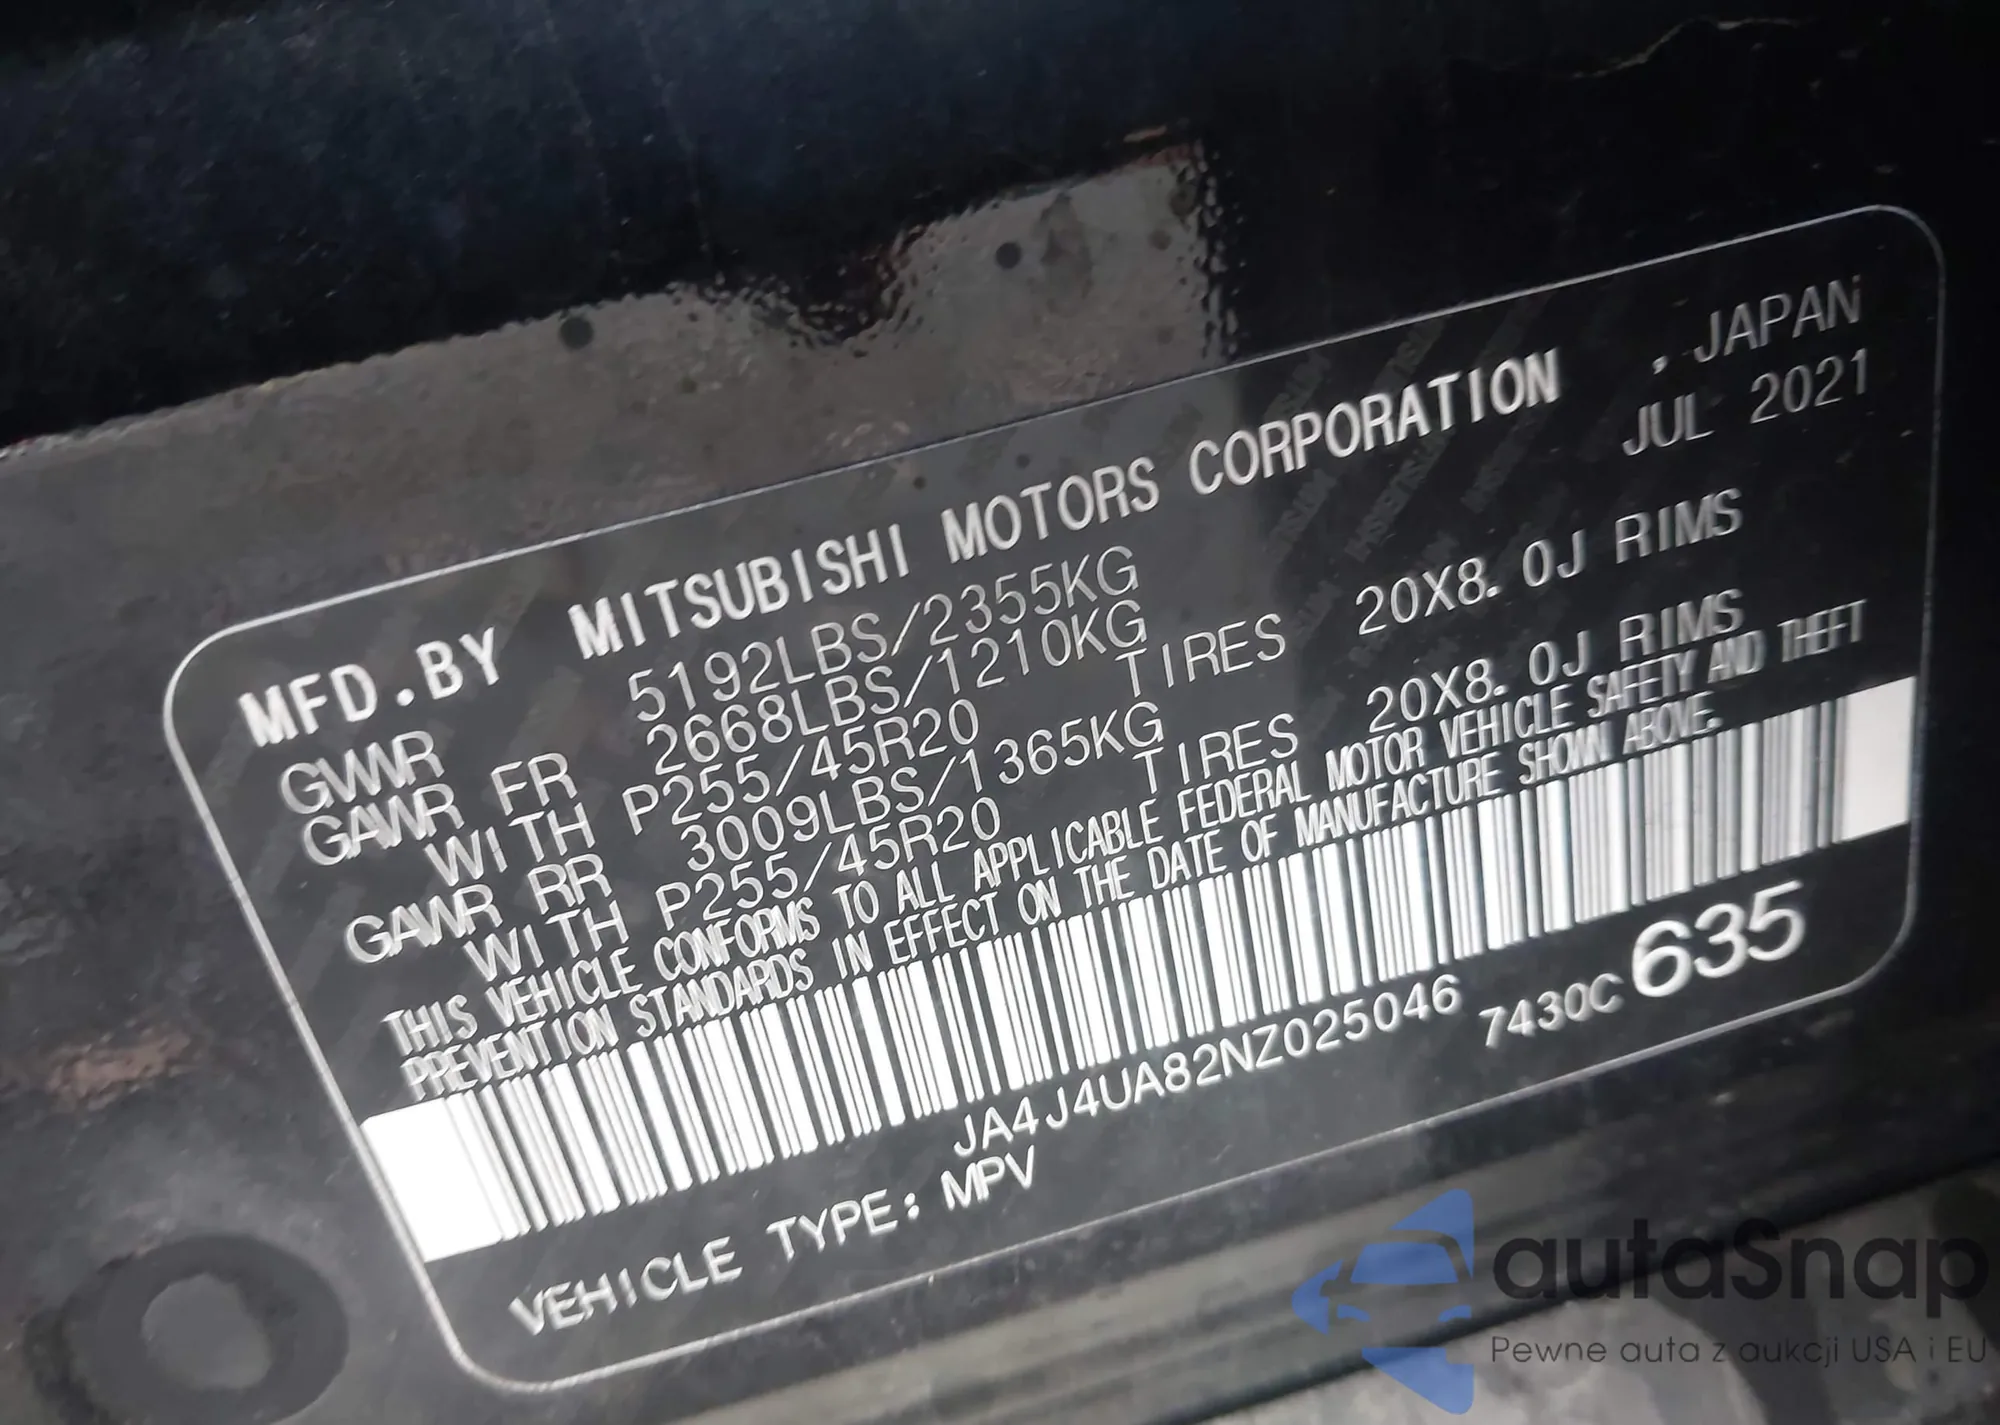 MFD.BY MITSUBISHI MOTORS CORPORATION , JAPAN
JUL 2021
GVWR 5192LBS/2355KG
GAWR FR 2668LBS/1210KG
WITH P255/45R20 TIRES 20X8.0J RIMS
GAWR RR 3009LBS/1365KG
WITH P255/45R20 TIRES 20X8.0J RIMS
THIS VEHICLE CONFORMS TO ALL APPLICABLE FEDERAL MOTOR VEHICLE SAFETY AND THEFT
PREVENTION STANDARDS IN EFFECT ON THE DATE OF MANUFACTURE SHOWN ABOVE.
JA4J4UA82NZ025046 7430C 635
VEHICLE TYPE: MPV
autaSnap
Pewne auta z aukcji USA i EU